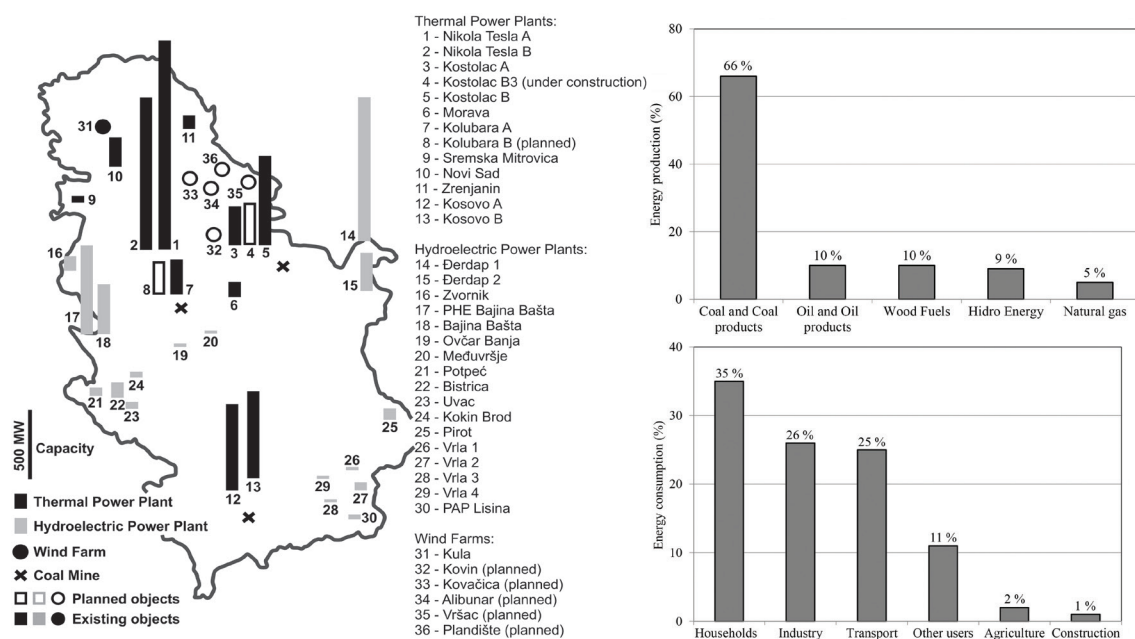 Thermal Power Plants:
1 - Nikola Tesla A
2 - Nikola Tesla B
3 - Kostolac A
4 - Kostolac B3 (under construction)
5 - Kostolac B
6 - Morava
7 - Kolubara A
8 - Kolubara B (planned)
9 - Sremska Mitrovica
10 - Novi Sad
11 - Zrenjanin
12 - Kosovo A
13 - Kosovo B
Hydroelectric Power Plants:
14 - Đerdap 1
15 - Đerdap 2
16 - Zvornik
17 - PHE Bajina Bašta
18 - Bajina Bašta
19 - Ovčar Banja
20 - Međuvršje
21 - Potpeć
22 - Bistrica
23 - Uvac
24 - Kokin Brod
25 - Pirot
26 - Vrla 1
27 - Vrla 2
28 - Vrla 3
29 - Vrla 4
30 - PAP Lisina
Wind Farms:
31 - Kula
32 - Kovin (planned)
33 - Kovačica (planned)
34 - Alibunar (planned)
35 - Vršac (planned)
36 - Plandište (planned)
31
11
10
36
33
35
34
9
2
1
32
3
4
5
14
16
8
7
6
15
17
18
20
19
24
21
22
23
25
12
13
26
29
27
28
30
500 MW
Capacity
Thermal Power Plant
Hydroelectric Power Plant
Wind Farm
Coal Mine
Planned objects
Existing objects
Energy production (%)
80
60
40
20
0
66 %
10 %
10 %
9 %
5 %
Coal and Coal products
Oil and Oil products
Wood Fuels
Hidro Energy
Natural gas
Energy consumption (%)
40
30
20
10
0
35 %
26 %
25 %
11 %
2 %
1 %
Households
Industry
Transport
Other users
Agriculture
Construction